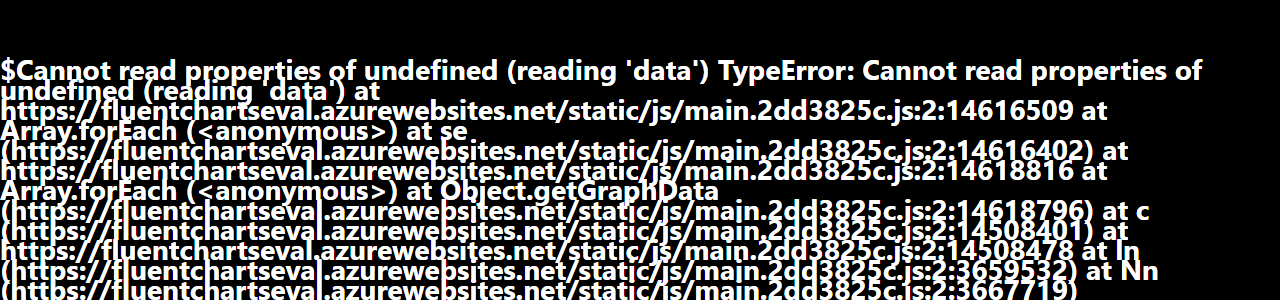 $Cannot read properties of undefined (reading 'data') TypeError: Cannot read properties of
undefined (reading 'data') at
https://fluentchartseval.azurewebsites.net/static/js/main.2dd3825c.js:2:14616509 at
Array.forEach (<anonymous>) at se
(https://fluentchartseval.azurewebsites.net/static/js/main.2dd3825c.js:2:14616402) at
https://fluentchartseval.azurewebsites.net/static/js/main.2dd3825c.js:2:14618816 at
Array.forEach (<anonymous>) at Object.getGraphData
(https://fluentchartseval.azurewebsites.net/static/js/main.2dd3825c.js:2:14618796) at c
(https://fluentchartseval.azurewebsites.net/static/js/main.2dd3825c.js:2:14508401) at
https://fluentchartseval.azurewebsites.net/static/js/main.2dd3825c.js:2:14508478 at ln
(https://fluentchartseval.azurewebsites.net/static/js/main.2dd3825c.js:2:3659532) at Nn
(https://fluentchartseval.azurewebsites.net/static/js/main.2dd3825c.js:2:3667719)